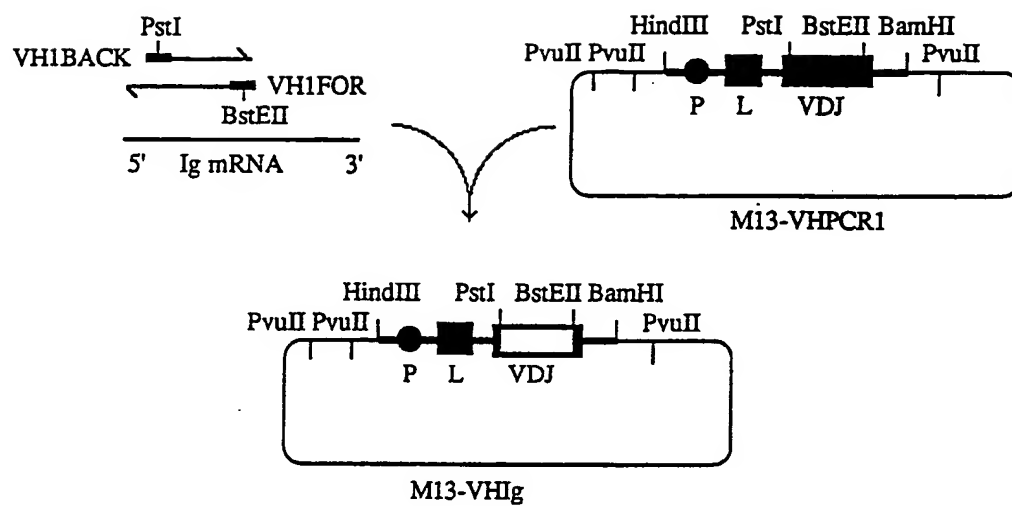 PstI
VH1BACK
VH1FOR
BstEII
5' Ig mRNA 3'
HindIII PstI BstEII BamHI
PvuII PvuII PvuII
P L VDJ
M13-VHPCR1
HindIII PstI BstEII BamHI
PvuII PvuII PvuII
P L VDJ
M13-VHIg